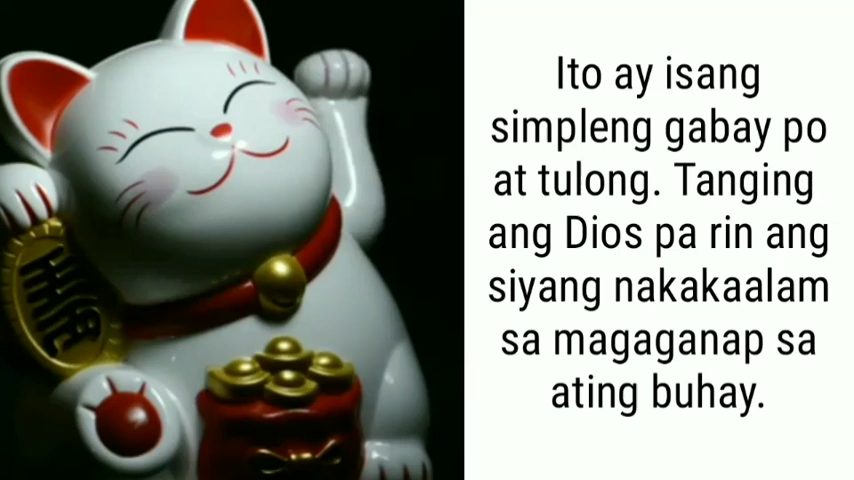 Ito ay isang
simpleng gabay po
at tulong. Tanging
ang Dios pa rin ang
siyang nakakaalam
sa magaganap sa
ating buhay.